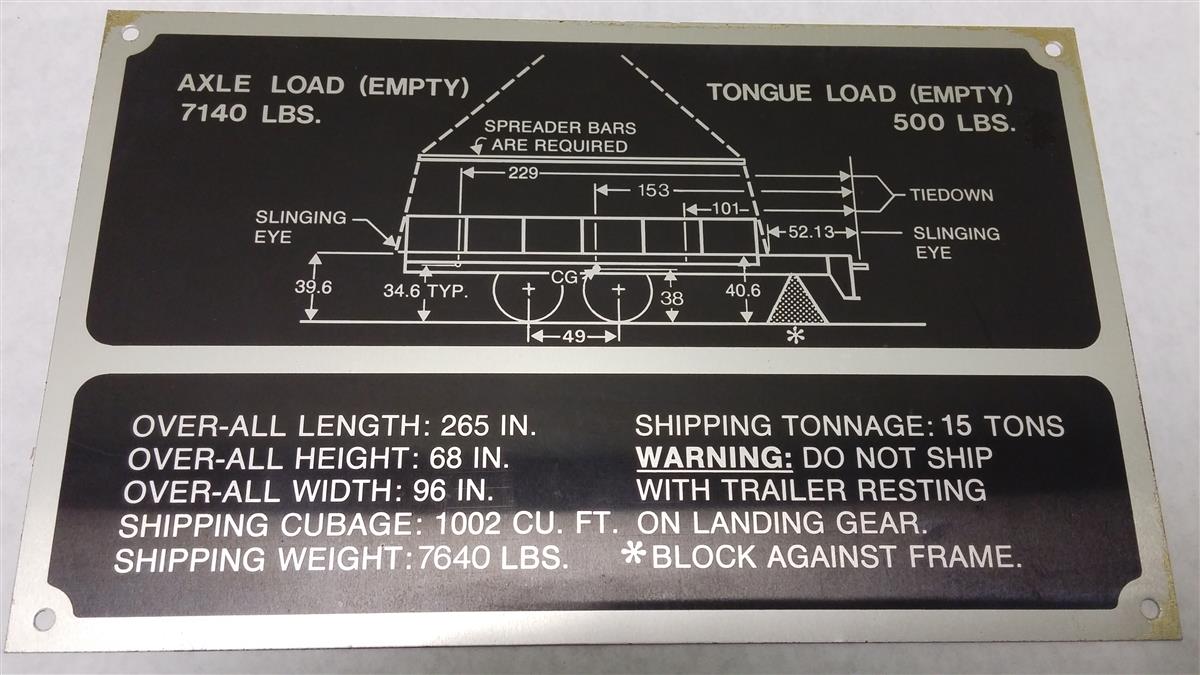 AXLE LOAD (EMPTY)
7140 LBS.
TONGUE LOAD (EMPTY)
500 LBS.
SPREADER BARS
ARE REQUIRED
229
153
101
TIEDOWN
SLINGING
EYE
52.13
SLINGING
EYE
39.6
34.6 TYP.
CG
38
40.6
49
*
OVER-ALL LENGTH: 265 IN.
OVER-ALL HEIGHT: 68 IN.
OVER-ALL WIDTH: 96 IN.
SHIPPING CUBAGE: 1002 CU. FT.
SHIPPING WEIGHT: 7640 LBS.
SHIPPING TONNAGE: 15 TONS
WARNING: DO NOT SHIP
WITH TRAILER RESTING
ON LANDING GEAR.
* BLOCK AGAINST FRAME.